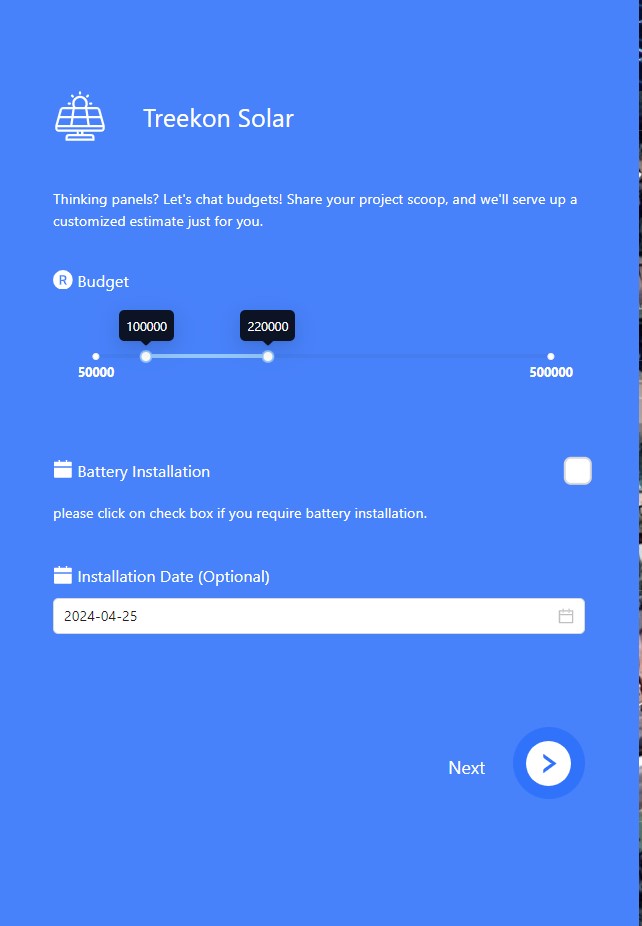 Treekon Solar
Thinking panels? Let's chat budgets! Share your project scoop, and we'll serve up a
customized estimate just for you.
R Budget
100000 220000
50000 500000
Battery Installation
please click on check box if you require battery installation.
Installation Date (Optional)
2024-04-25
Next